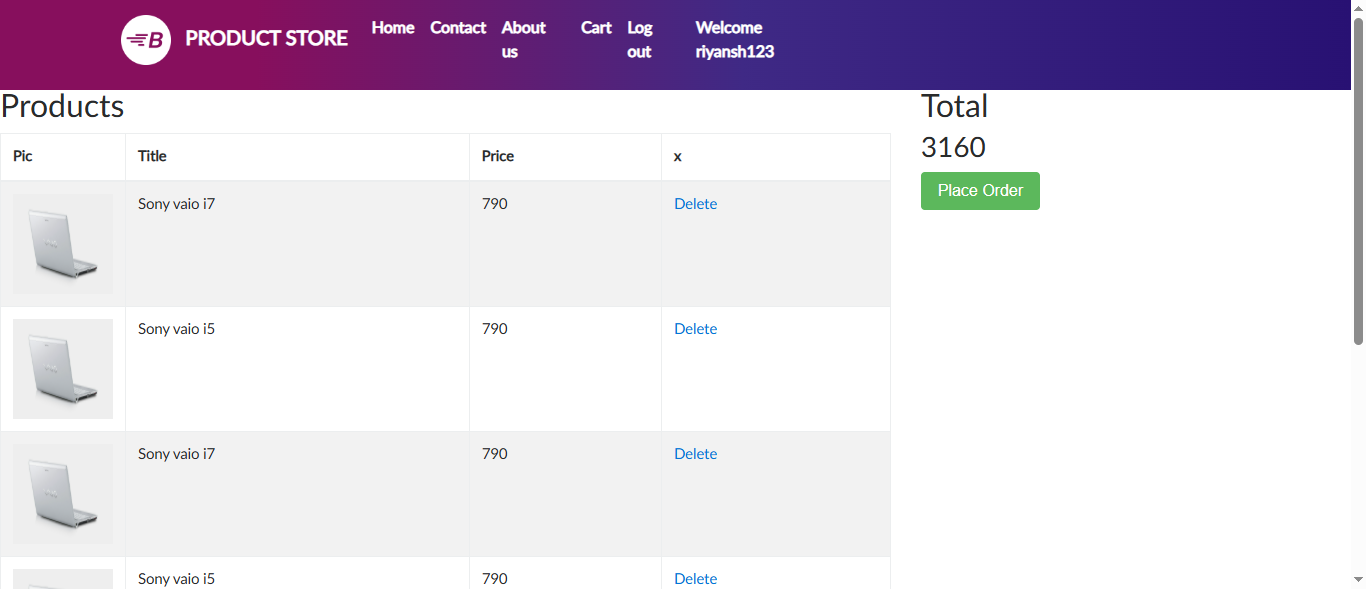 B PRODUCT STORE Home Contact About us Cart Log out Welcome riyansh123
Products
Pic Title Price x
Sony vaio i7 790 Delete
Sony vaio i5 790 Delete
Sony vaio i7 790 Delete
Sony vaio i5 790 Delete
Total
3160
Place Order